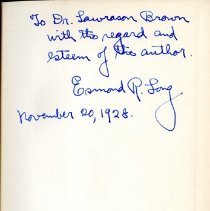 To Dr. Lawrason Brown
with the regard and
esteem of the author.
Esmond R. Long
November 20, 1928.